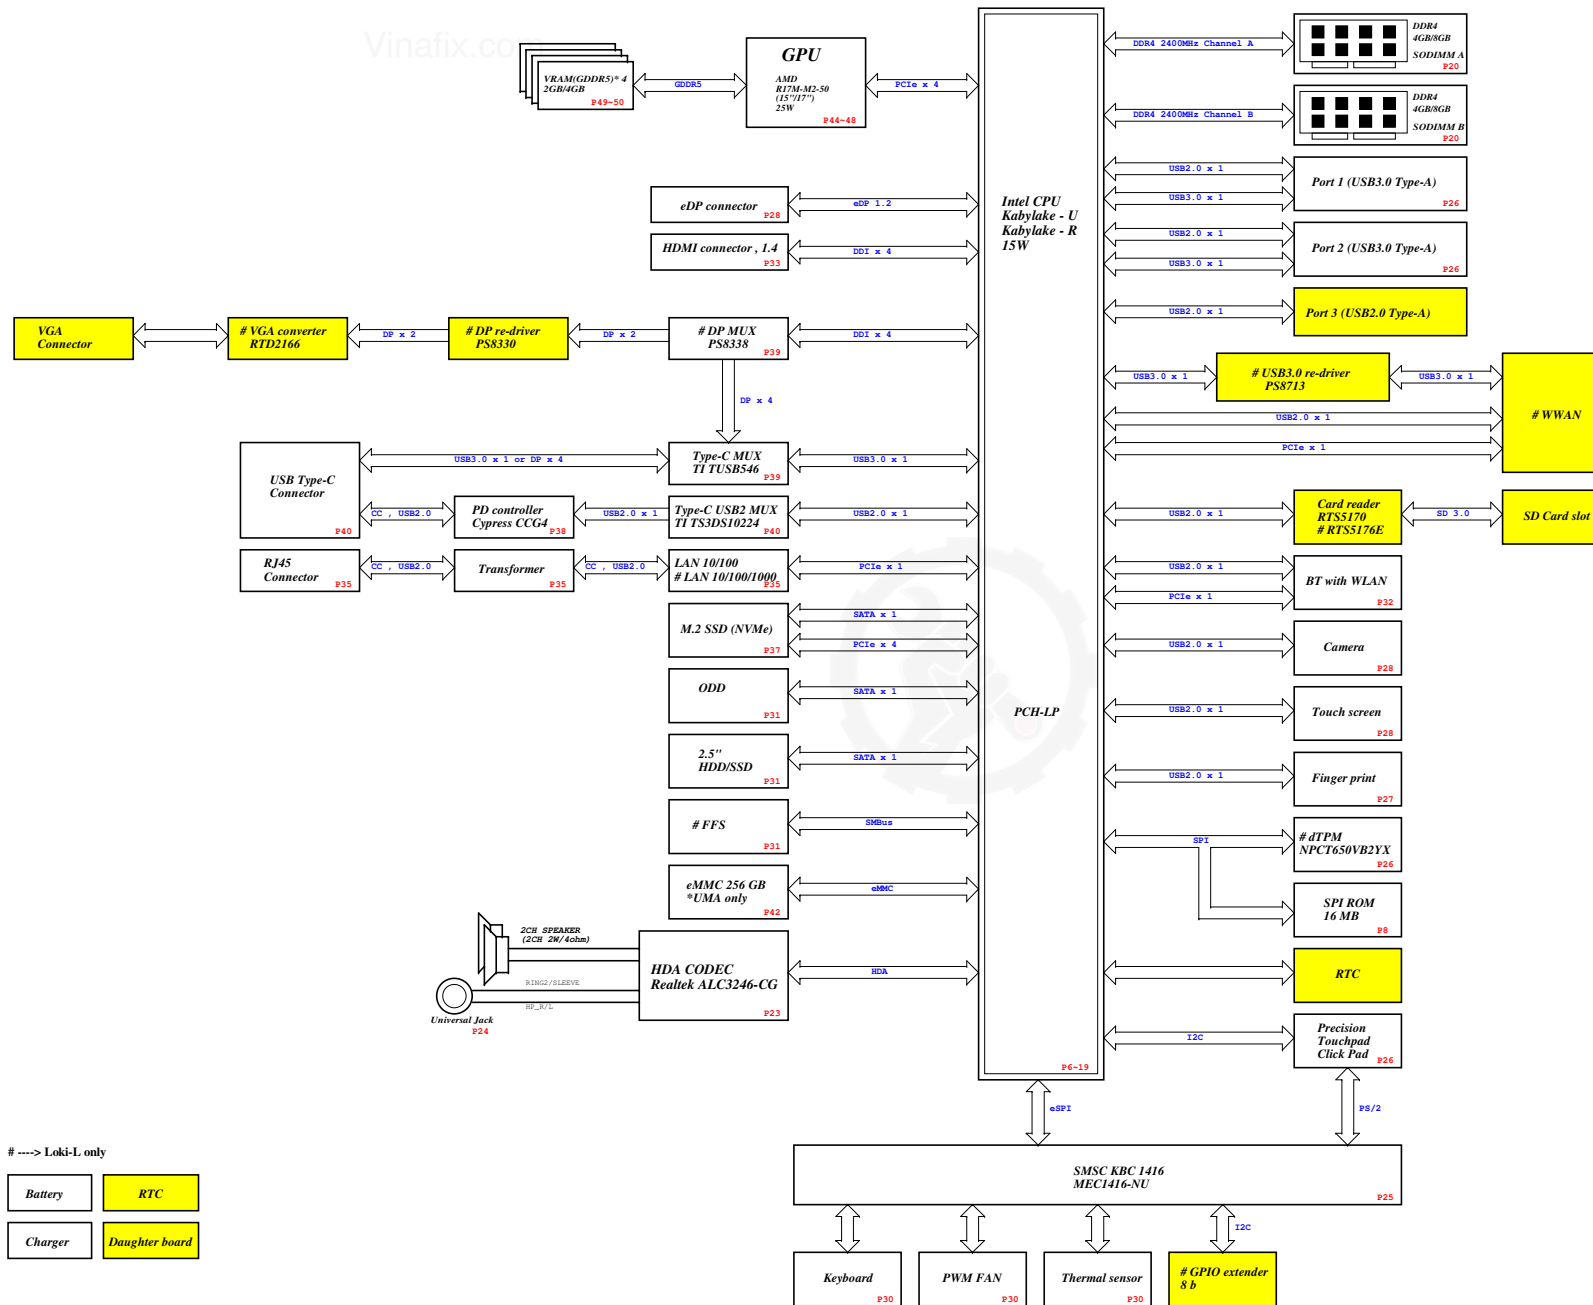 Vinafix.com
VRAM(GDDR5)* 4
2GB/4GB
P49~50
GDDR5
GPU
AMD
R17M-M2-50
(15"/17")
25W
P44~48
PCIe x 4
DDR4 2400MHz Channel A
DDR4
4GB/8GB
SODIMM A
P20
DDR4 2400MHz Channel B
DDR4
4GB/8GB
SODIMM B
P20
Intel CPU
Kabylake - U
Kabylake - R
15W
PCH-LP
P6~19
eDP connector
P28
eDP 1.2
HDMI connector , 1.4
P33
DDI x 4
USB2.0 x 1
USB3.0 x 1
Port 1 (USB3.0 Type-A)
P26
USB2.0 x 1
USB3.0 x 1
Port 2 (USB3.0 Type-A)
P26
USB2.0 x 1
Port 3 (USB2.0 Type-A)
VGA
Connector
# VGA converter
RTD2166
DP x 2
# DP re-driver
PS8330
DP x 2
# DP MUX
PS8338
P39
DDI x 4
DP x 4
USB3.0 x 1
# USB3.0 re-driver
PS8713
USB3.0 x 1
USB2.0 x 1
PCIe x 1
# WWAN
USB Type-C
Connector
P40
USB3.0 x 1 or DP x 4
Type-C MUX
TI TUSB546
P39
USB3.0 x 1
CC , USB2.0
PD controller
Cypress CCG4
P38
USB2.0 x 1
Type-C USB2 MUX
TI TS3DS10224
P40
USB2.0 x 1
USB2.0 x 1
Card reader
RTS5170
# RTS5176E
SD 3.0
SD Card slot
RJ45
Connector
P35
CC , USB2.0
Transformer
P35
CC , USB2.0
LAN 10/100
# LAN 10/100/1000
P35
PCIe x 1
USB2.0 x 1
PCIe x 1
BT with WLAN
P32
M.2 SSD (NVMe)
P37
SATA x 1
PCIe x 4
USB2.0 x 1
Camera
P28
ODD
P31
SATA x 1
USB2.0 x 1
Touch screen
P28
2.5"
HDD/SSD
P31
SATA x 1
USB2.0 x 1
Finger print
P27
# FFS
P31
SMBus
SPI
# dTPM
NPCT650VB2YX
P26
eMMC 256 GB
*UMA only
P42
eMMC
SPI ROM
16 MB
P8
2CH SPEAKER
(2CH 2W/4ohm)
RING2/SLEEVE
HP_R/L
Universal Jack
P24
HDA CODEC
Realtek ALC3246-CG
P23
HDA
RTC
I2C
Precision
Touchpad
Click Pad
P26
eSPI
PS/2
SMSC KBC 1416
MEC1416-NU
P25
I2C
Keyboard
P30
PWM FAN
P30
Thermal sensor
P30
# GPIO extender
8 b
# ----> Loki-L only
Battery
RTC
Charger
Daughter board